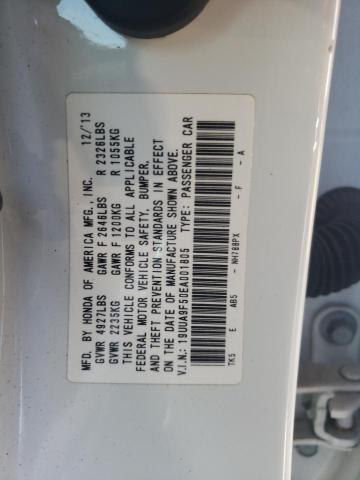 MFD. BY HONDA OF AMERICA MFG., INC. 12/13
GVWR 4927LBS GAWR F 2646LBS R 2326LBS
GVWR 2235KG GAWR F 1200KG R 1055KG
THIS VEHICLE CONFORMS TO ALL APPLICABLE
FEDERAL MOTOR VEHICLE SAFETY, BUMPER,
AND THEFT PREVENTION STANDARDS IN EFFECT
ON THE DATE OF MANUFACTURE SHOWN ABOVE.
V.I.N.: 19UUA9F50EA001805 TYPE: PASSENGER CAR
TK5 E AB5 - NH788PX - F - A